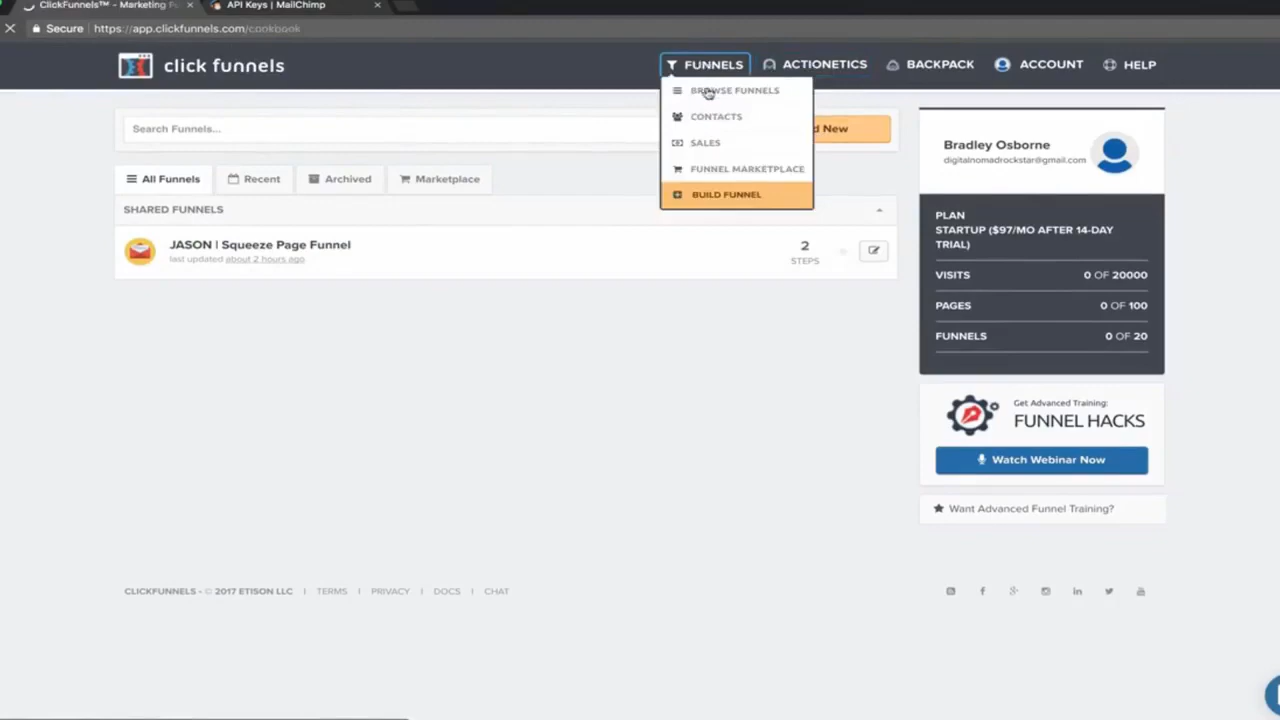 ClickFunnels™ - Marketing Fu
API Keys | MailChimp
Secure
https://app.clickfunnels.com/cookbook
click funnels
FUNNELS
ACTIONETICS
BACKPACK
ACCOUNT
HELP
BROWSE FUNNELS
CONTACTS
SALES
FUNNEL MARKETPLACE
BUILD FUNNEL
Search Funnels...
d New
All Funnels
Recent
Archived
Marketplace
SHARED FUNNELS
JASON | Squeeze Page Funnel
last updated about 2 hours ago
2
STEPS
Bradley Osborne
digitalnomadrockstar@gmail.com
PLAN
STARTUP ($97/MO AFTER 14-DAY
TRIAL)
VISITS 0 OF 20000
PAGES 0 OF 100
FUNNELS 0 OF 20
Get Advanced Training:
FUNNEL HACKS
Watch Webinar Now
Want Advanced Funnel Training?
CLICKFUNNELS - © 2017 ETISON LLC | TERMS | PRIVACY | DOCS | CHAT